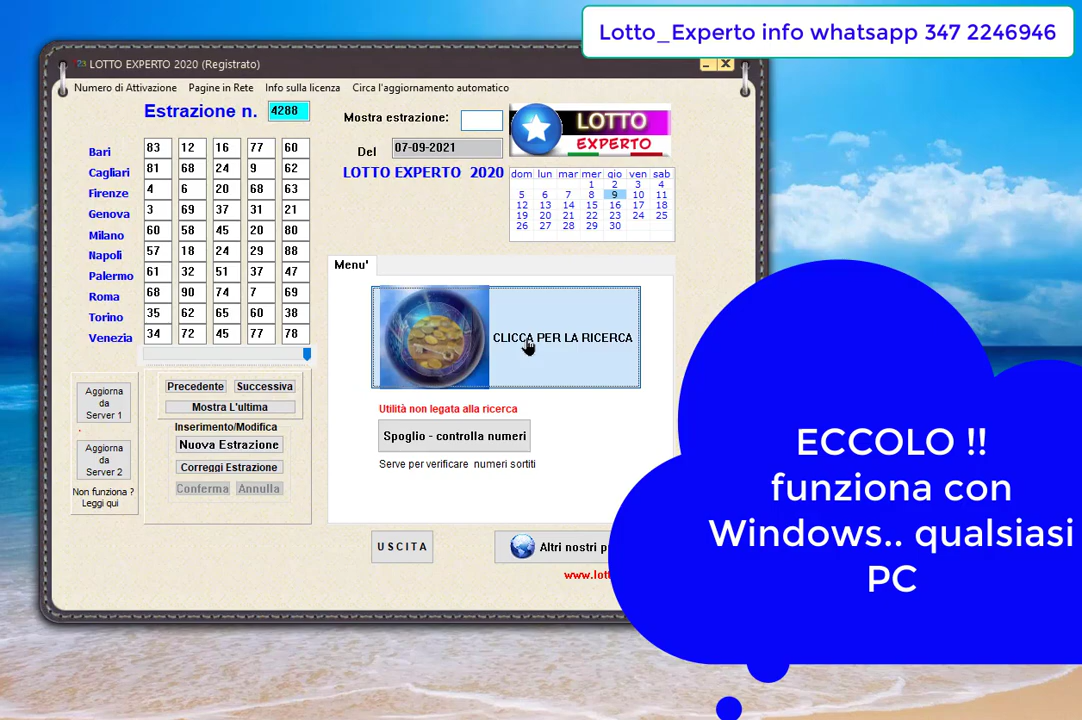 Lotto_Experto info whatsapp 347 2246946
LOTTO EXPERTO 2020 (Registrato)
Numero di Attivazione Pagine in Rete Info sulla licenza Circa l'aggiornamento automatico
Estrazione n. 4288
Mostra estrazione:
Del 07-09-2021
LOTTO EXPERTO 2020
LOTTO
EXPERTO
dom lun mar mer gio ven sab
1 2 3 4
5 6 7 8 9 10 11
12 13 14 15 16 17 18
19 20 21 22 23 24 25
26 27 28 29 30
Bari 83 12 16 77 60
Cagliari 81 68 24 9 62
Firenze 4 6 20 68 63
Genova 3 69 37 31 21
Milano 60 58 45 20 80
Napoli 57 18 24 29 88
Palermo 61 32 51 37 47
Roma 68 90 74 7 69
Torino 35 62 65 60 38
Venezia 34 72 45 77 78
Menu'
CLICCA PER LA RICERCA
Utilità non legata alla ricerca
Spoglio - controlla numeri
Serve per verificare numeri sortiti
Aggiorna
da
Server 1
Aggiorna
da
Server 2
Non funziona ?
Leggi qui
Precedente Successiva
Mostra L'ultima
Inserimento/Modifica
Nuova Estrazione
Correggi Estrazione
Conferma Annulla
USCITA
Altri nostri
ECCOLO !!
funziona con
Windows.. qualsiasi
PC